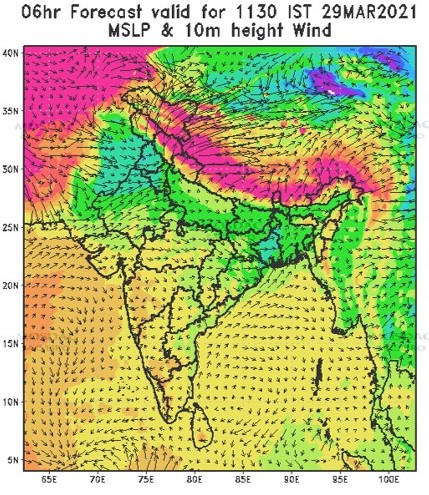 06hr Forecast valid for 1130 IST 29MAR2021
MSLP & 10m height Wind
40N
35N
30N
25N
20N
15N
10N
5N
65E 70E 75E 80E 85E 90E 95E 100E